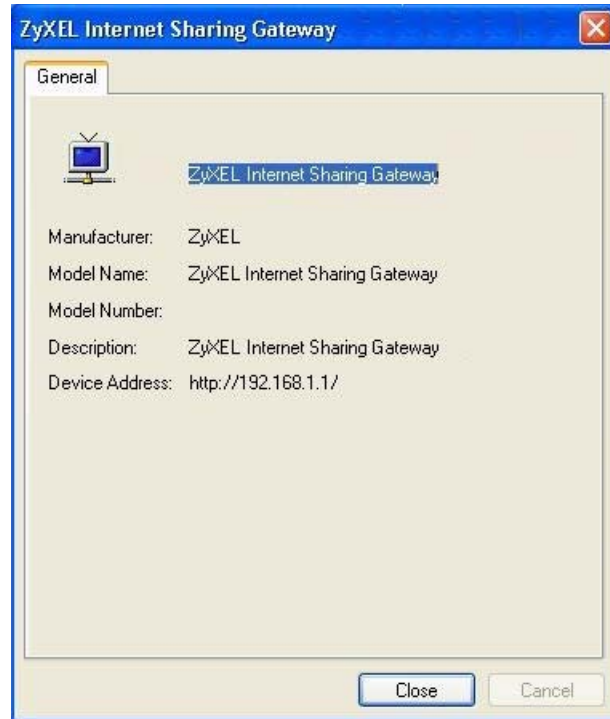 ZyXEL Internet Sharing Gateway
General
ZyXEL Internet Sharing Gateway
Manufacturer: ZyXEL
Model Name: ZyXEL Internet Sharing Gateway
Model Number:
Description: ZyXEL Internet Sharing Gateway
Device Address: http://192.168.1.1/
Close Cancel